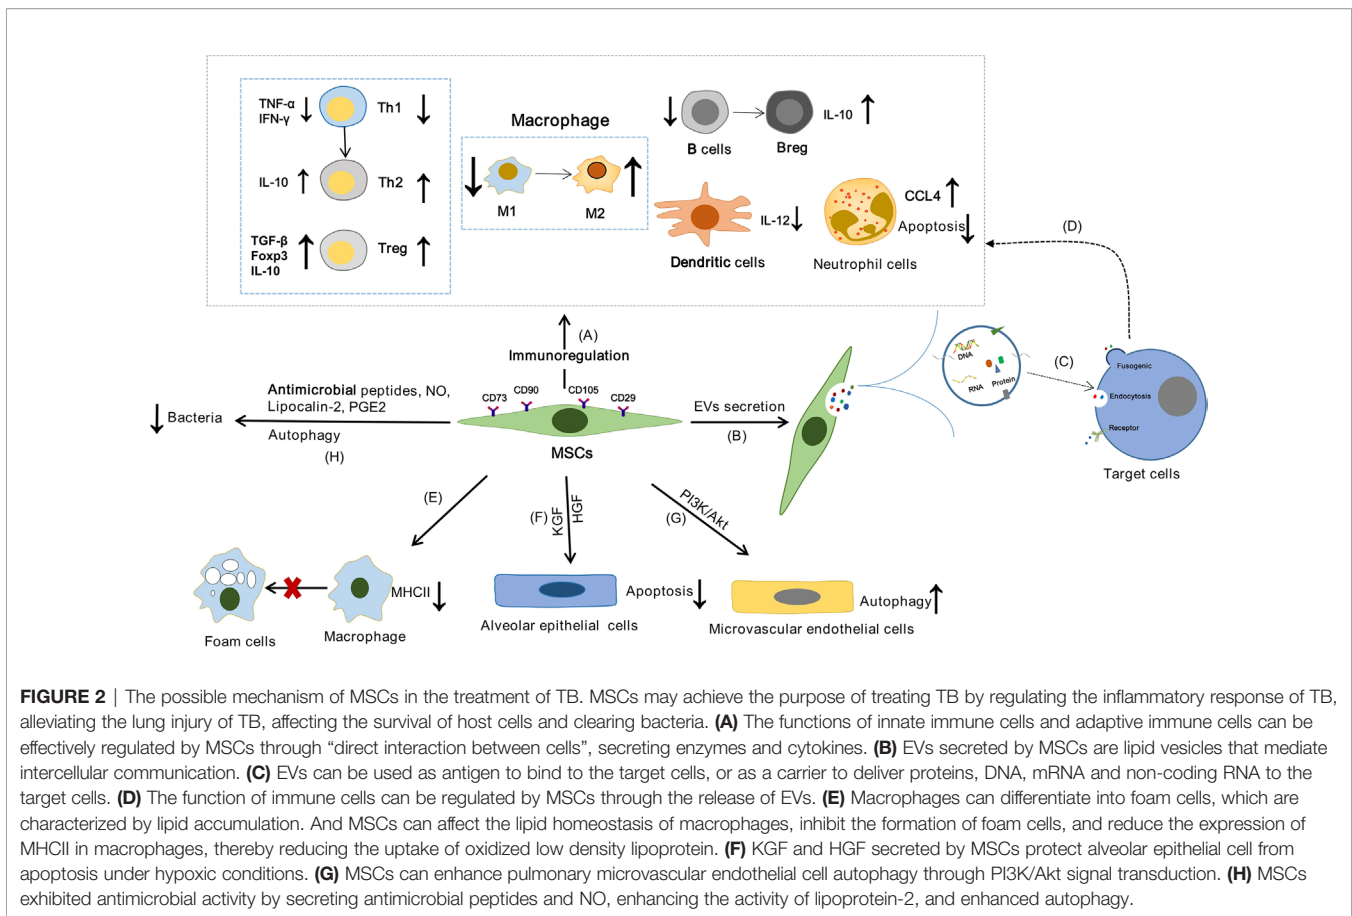 TNF-α
IFN-γ
Th1
IL-10
Th2
TGF-β
Foxp3
IL-10
Treg
Macrophage
M1
M2
B cells
Breg
IL-10
Dendritic cells
IL-12
CCL4
Apoptosis
Neutrophil cells
(D)
(A)
Immunoregulation
CD73
CD90
CD105
CD29
MSCs
Antimicrobial peptides, NO,
Lipocalin-2, PGE2
Bacteria
Autophagy
(H)
EVs secretion
(B)
DNA
RNA
Protein
(C)
Fusogenic
Endocytosis
Receptor
Target cells
(E)
(F)
KGF
HGF
PI3K/Akt
(G)
Foam cells
Macrophage
MHCII
Apoptosis
Alveolar epithelial cells
Autophagy
Microvascular endothelial cells
FIGURE 2 | The possible mechanism of MSCs in the treatment of TB. MSCs may achieve the purpose of treating TB by regulating the inflammatory response of TB,
alleviating the lung injury of TB, affecting the survival of host cells and clearing bacteria. (A) The functions of innate immune cells and adaptive immune cells can be
effectively regulated by MSCs through “direct interaction between cells”, secreting enzymes and cytokines. (B) EVs secreted by MSCs are lipid vesicles that mediate
intercellular communication. (C) EVs can be used as antigen to bind to the target cells, or as a carrier to deliver proteins, DNA, mRNA and non-coding RNA to the
target cells. (D) The function of immune cells can be regulated by MSCs through the release of EVs. (E) Macrophages can differentiate into foam cells, which are
characterized by lipid accumulation. And MSCs can affect the lipid homeostasis of macrophages, inhibit the formation of foam cells, and reduce the expression of
MHCII in macrophages, thereby reducing the uptake of oxidized low density lipoprotein. (F) KGF and HGF secreted by MSCs protect alveolar epithelial cell from
apoptosis under hypoxic conditions. (G) MSCs can enhance pulmonary microvascular endothelial cell autophagy through PI3K/Akt signal transduction. (H) MSCs
exhibited antimicrobial activity by secreting antimicrobial peptides and NO, enhancing the activity of lipoprotein-2, and enhanced autophagy.